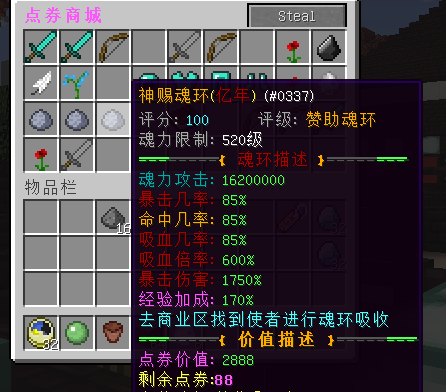 点券商城
Steal
神赐魂环(亿年) (#0337)
评分: 100 评级: 赞助魂环
魂力限制: 520级
{ 魂环描述 }
魂力攻击: 16200000
暴击几率: 85%
命中几率: 85%
吸血几率: 85%
吸血倍率: 600%
暴击伤害: 1750%
经验加成: 170%
去商业区找到使者进行魂环吸收
{ 价值描述 }
点券价值: 2888
剩余点券:88
物品栏
16
32